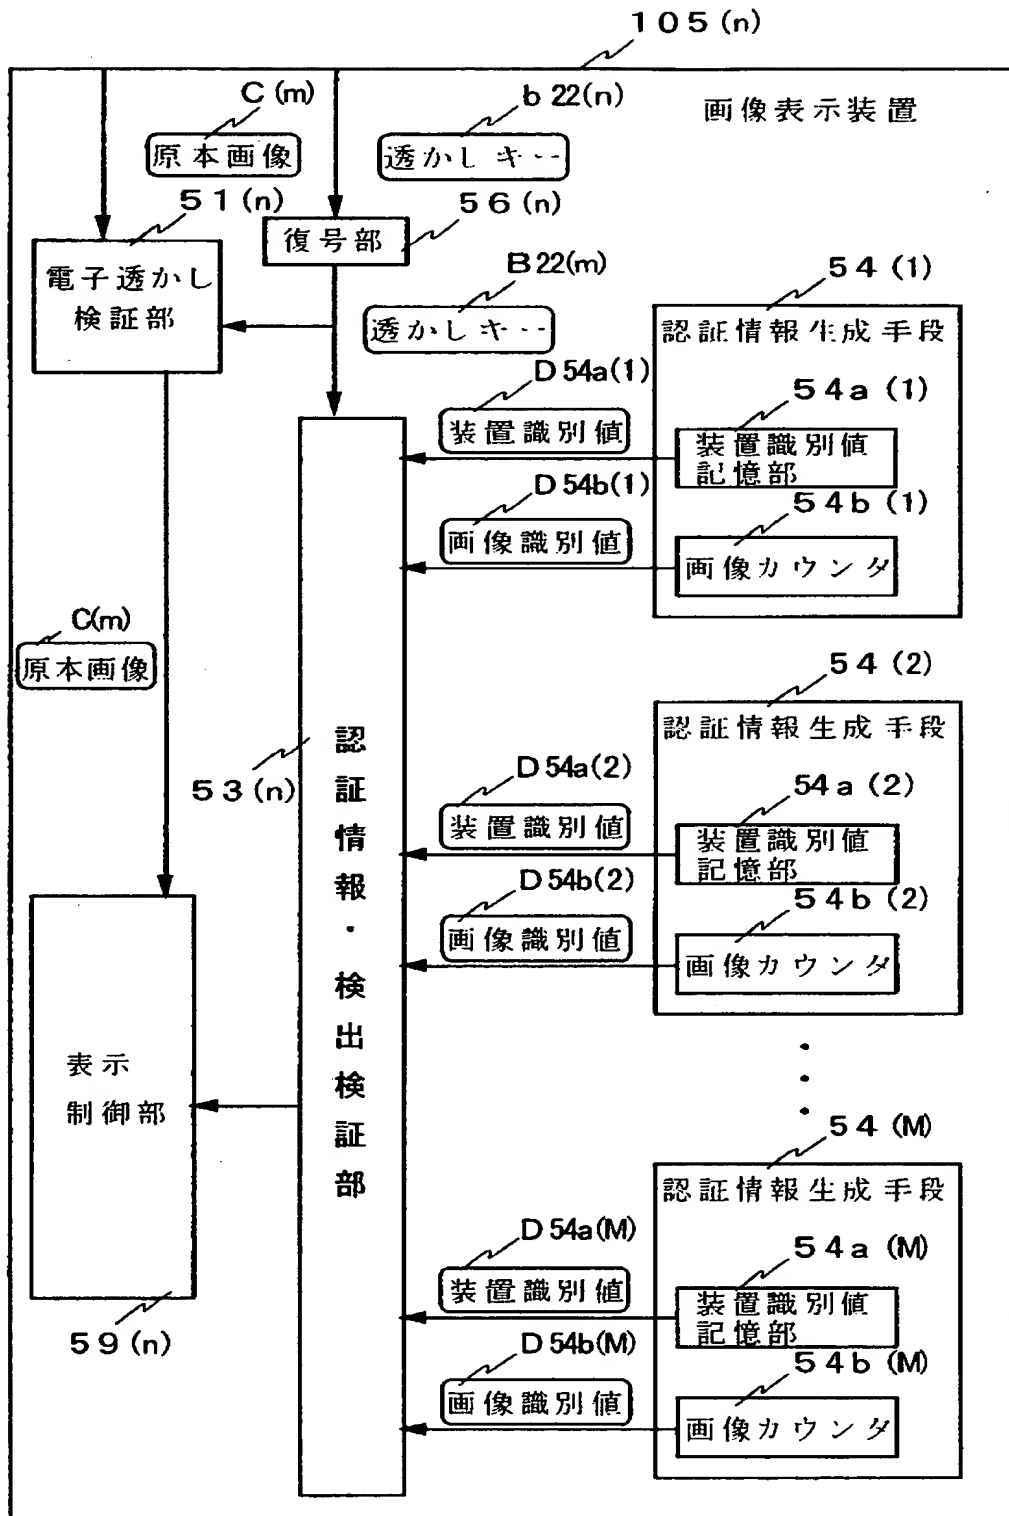 105(n)
C(m)
b22(n)
画像表示装置
原本画像
透かしキー
51(n)
56(n)
復号部
電子透かし
検証部
B22(m)
透かしキー
54(1)
認証情報生成手段
D54a(1)
54a(1)
装置識別値
装置識別値
記憶部
D54b(1)
54b(1)
画像識別値
画像カウンタ
C(m)
原本画像
54(2)
認証情報生成手段
53(n)
認証情報・検出検証部
D54a(2)
54a(2)
装置識別値
装置識別値
記憶部
D54b(2)
54b(2)
画像識別値
画像カウンタ
表示
制御部
54(M)
認証情報生成手段
D54a(M)
54a(M)
装置識別値
装置識別値
記憶部
59(n)
D54b(M)
54b(M)
画像識別値
画像カウンタ